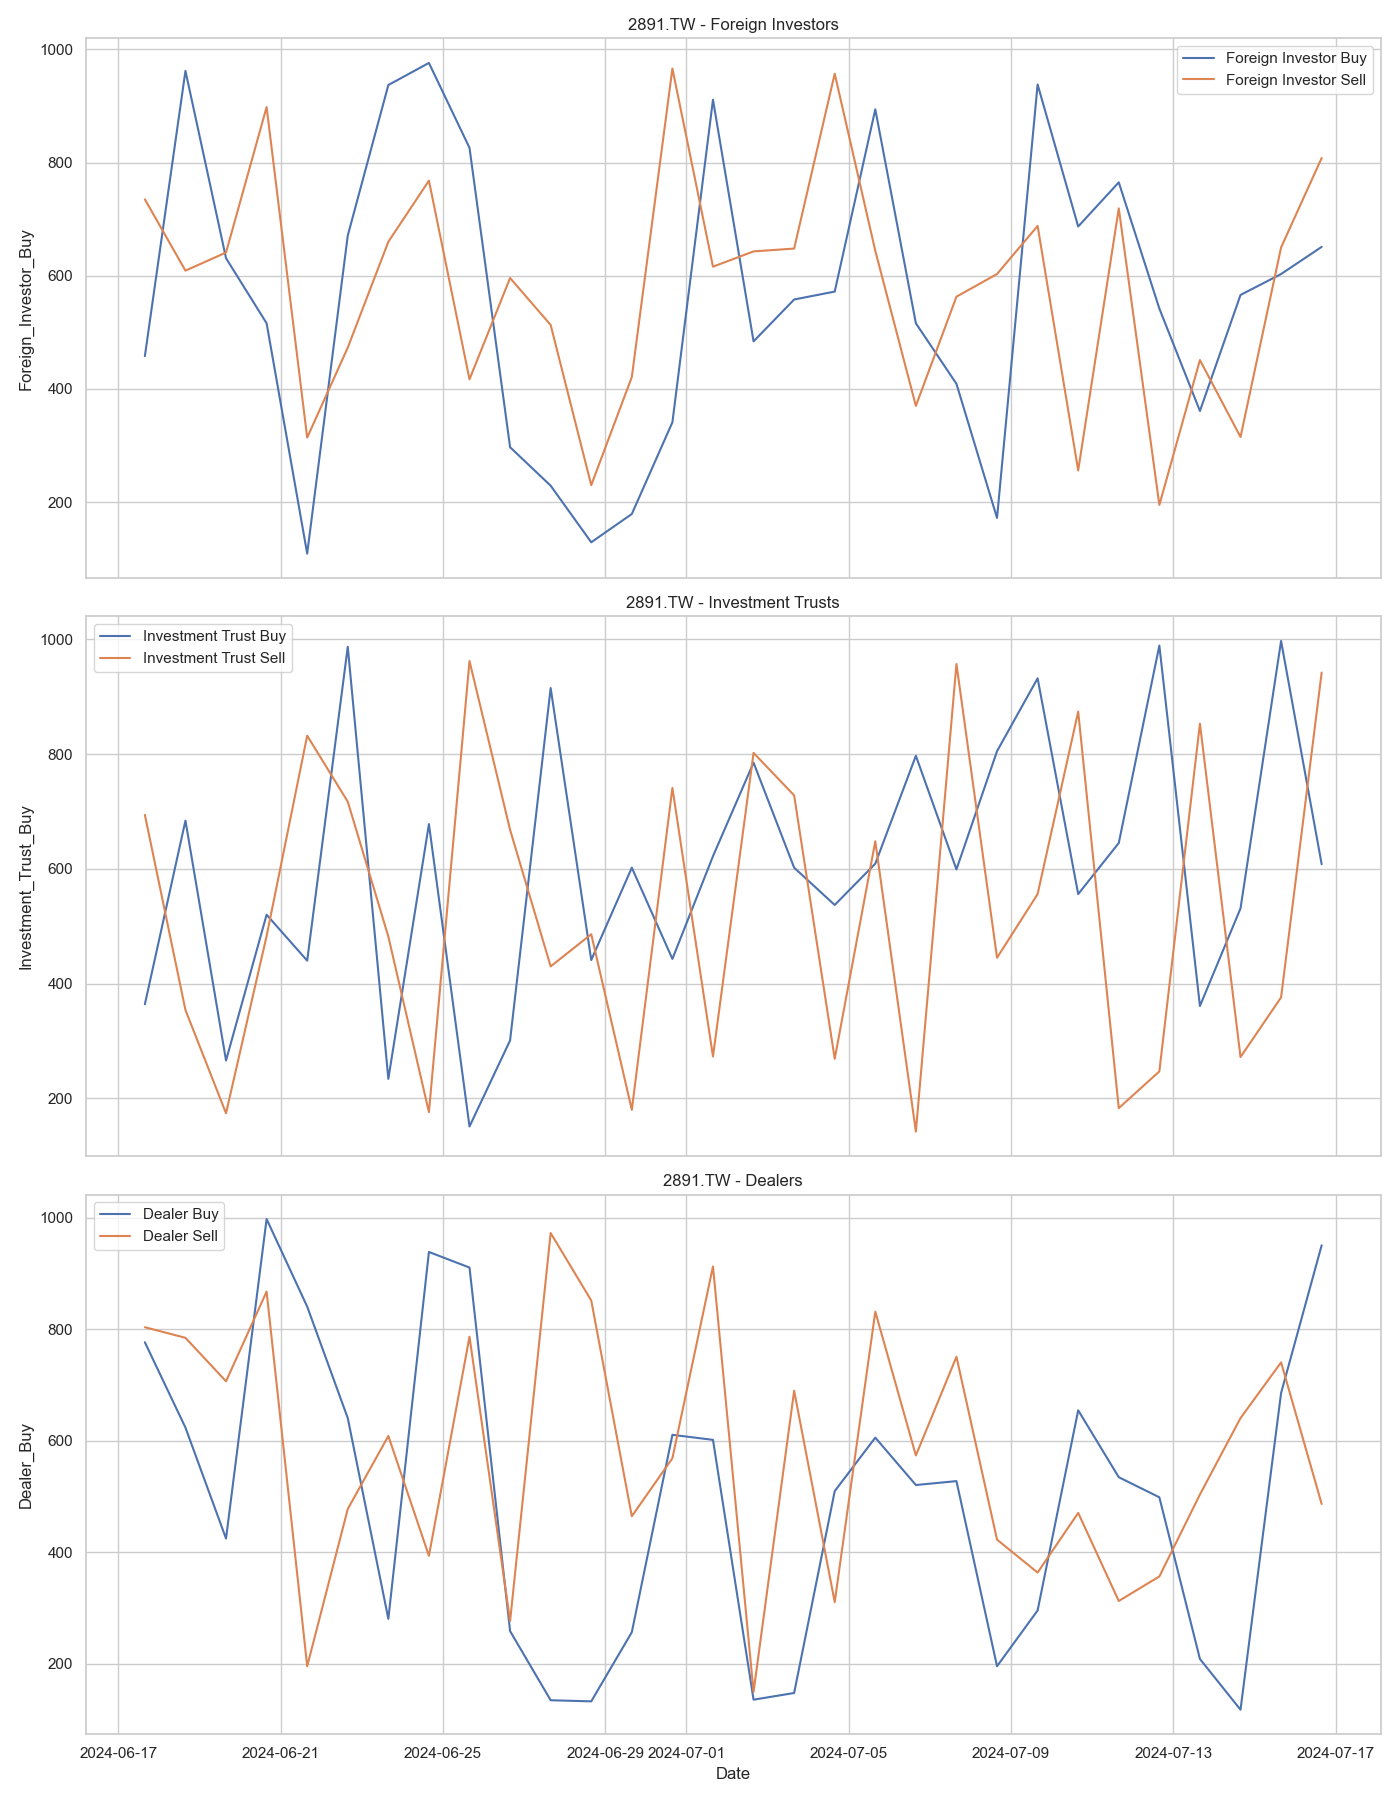 2891.TW - Foreign Investors
Foreign Investor Buy
Foreign Investor Sell
1000
800
600
400
200
Foreign_Investor_Buy
2891.TW - Investment Trusts
Investment Trust Buy
Investment Trust Sell
1000
800
600
400
200
Investment_Trust_Buy
2891.TW - Dealers
Dealer Buy
Dealer Sell
1000
800
600
400
200
Dealer_Buy
2024-06-17 2024-06-21 2024-06-25 2024-06-29 2024-07-01 2024-07-05 2024-07-09 2024-07-13 2024-07-17
Date